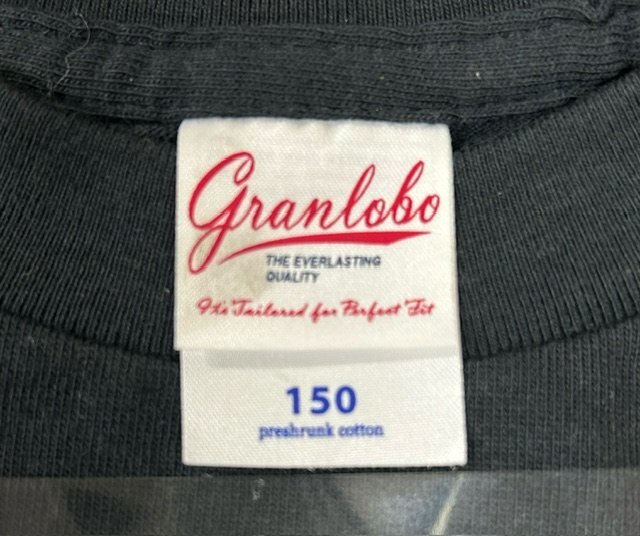 Granlobo
THE EVERLASTING
QUALITY
It's Tailored for Perfect Fit
150
preshrunk cotton